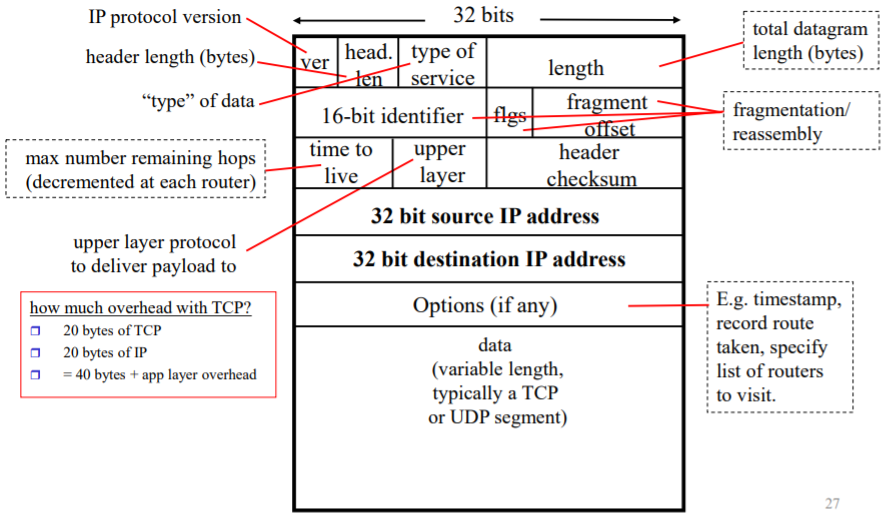 IP protocol version
header length (bytes)
“type” of data
max number remaining hops
(decremented at each router)
upper layer protocol
to deliver payload to
how much overhead with TCP?
20 bytes of TCP
20 bytes of IP
= 40 bytes + app layer overhead
32 bits
ver
head.
len
type of
service
length
16-bit identifier
flgs
fragment
offset
time to
live
upper
layer
header
checksum
32 bit source IP address
32 bit destination IP address
Options (if any)
data
(variable length,
typically a TCP
or UDP segment)
total datagram
length (bytes)
fragmentation/
reassembly
E.g. timestamp,
record route
taken, specify
list of routers
to visit.
27